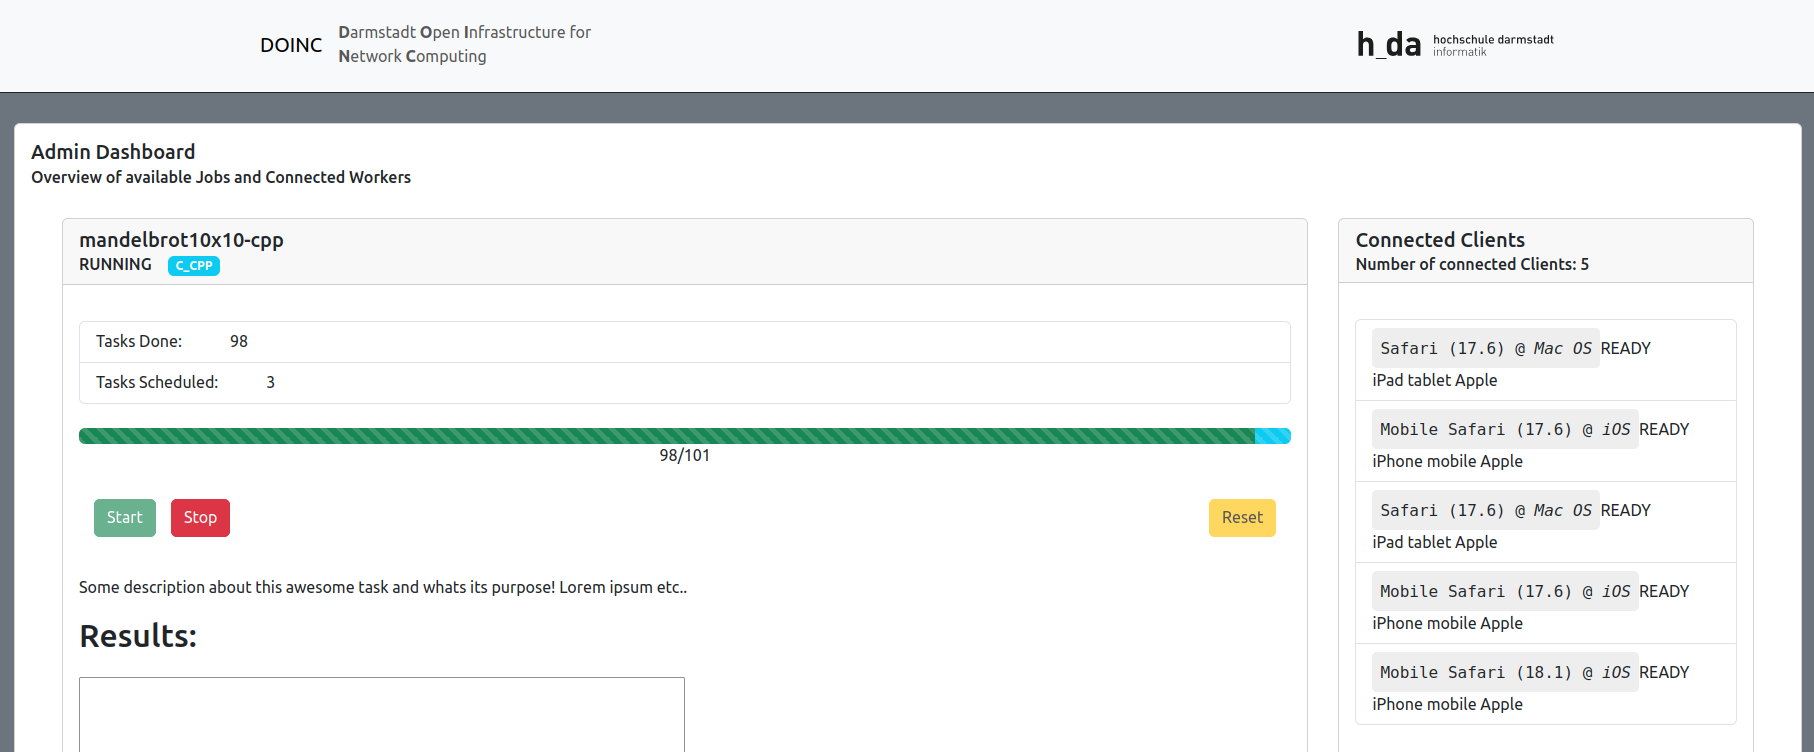 DOINC
Darmstadt Open Infrastructure for
Network Computing
h_da
hochschule darmstadt
informatik
Admin Dashboard
Overview of available Jobs and Connected Workers
mandelbrot10x10-cpp
RUNNING C_CPP
Tasks Done: 98
Tasks Scheduled: 3
98/101
Start Stop Reset
Some description about this awesome task and whats its purpose! Lorem ipsum etc..
Results:
Connected Clients
Number of connected Clients: 5
Safari (17.6) @ Mac OS READY
iPad tablet Apple
Mobile Safari (17.6) @ iOS READY
iPhone mobile Apple
Safari (17.6) @ Mac OS READY
iPad tablet Apple
Mobile Safari (17.6) @ iOS READY
iPhone mobile Apple
Mobile Safari (18.1) @ iOS READY
iPhone mobile Apple